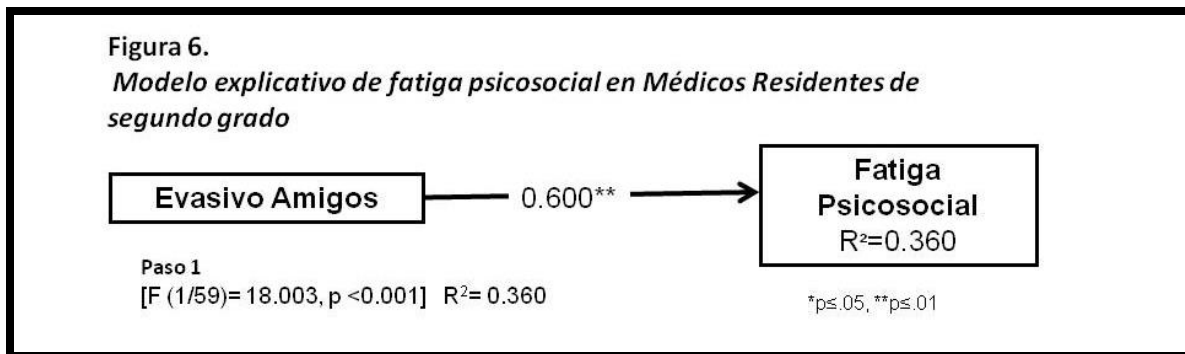 Figura 6.
Modelo explicativo de fatiga psicosocial en Médicos Residentes de
segundo grado
Evasivo Amigos
0.600**
Fatiga
Psicosocial
R²=0.360
Paso 1
[F (1/59)= 18.003, p <0.001]   R²= 0.360
*p≤.05, **p≤.01